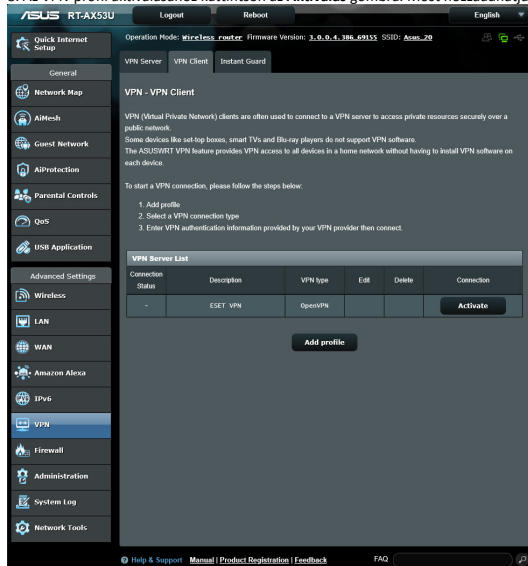 ASUS RT-AX53U Logout Reboot English
Quick Internet Setup
Operation Mode: Wireless router Firmware Version: 3.0.0.4.386_69155 SSID: Asus_20
General
Network Map
AiMesh
Guest Network
AiProtection
Parental Controls
QoS
USB Application
Advanced Settings
Wireless
LAN
WAN
Amazon Alexa
IPv6
VPN
Firewall
Administration
System Log
Network Tools
VPN Server VPN Client Instant Guard
VPN - VPN Client
VPN (Virtual Private Network) clients are often used to connect to a VPN server to access private resources securely over a
public network.
Some devices like set-top boxes, smart TVs and Blu-ray players do not support VPN software.
The ASUSWRT VPN feature provides VPN access to all devices in a home network without having to install VPN software on
each device.
To start a VPN connection, please follow the steps below:
1. Add profile
2. Select a VPN connection type
3. Enter VPN authentication information provided by your VPN provider then connect.
VPN Server List
Connection Status Description VPN type Edit Delete Connection
- ESET VPN OpenVPN Activate
Add profile
Help & Support Manual | Product Registration | Feedback FAQ